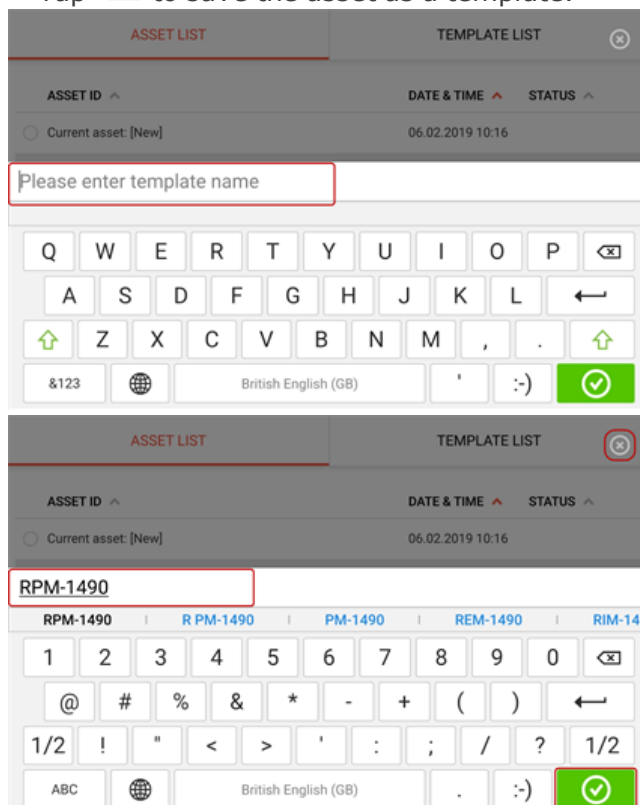 to save the asset as a template.
ASSET LIST TEMPLATE LIST
ASSET ID DATE & TIME STATUS
Current asset: [New] 06.02.2019 10:16
Please enter template name
Q W E R T Y U I O P
A S D F G H J K L
Z X C V B N M , .
&123 British English (GB) ' :-)
ASSET LIST TEMPLATE LIST
ASSET ID DATE & TIME STATUS
Current asset: [New] 06.02.2019 10:16
RPM-1490
RPM-1490 R PM-1490 PM-1490 REM-1490 RIM-14
1 2 3 4 5 6 7 8 9 0
@ # % & * - + ( )
1/2 ! " < > ' : ; / ? 1/2
ABC British English (GB) . :-)